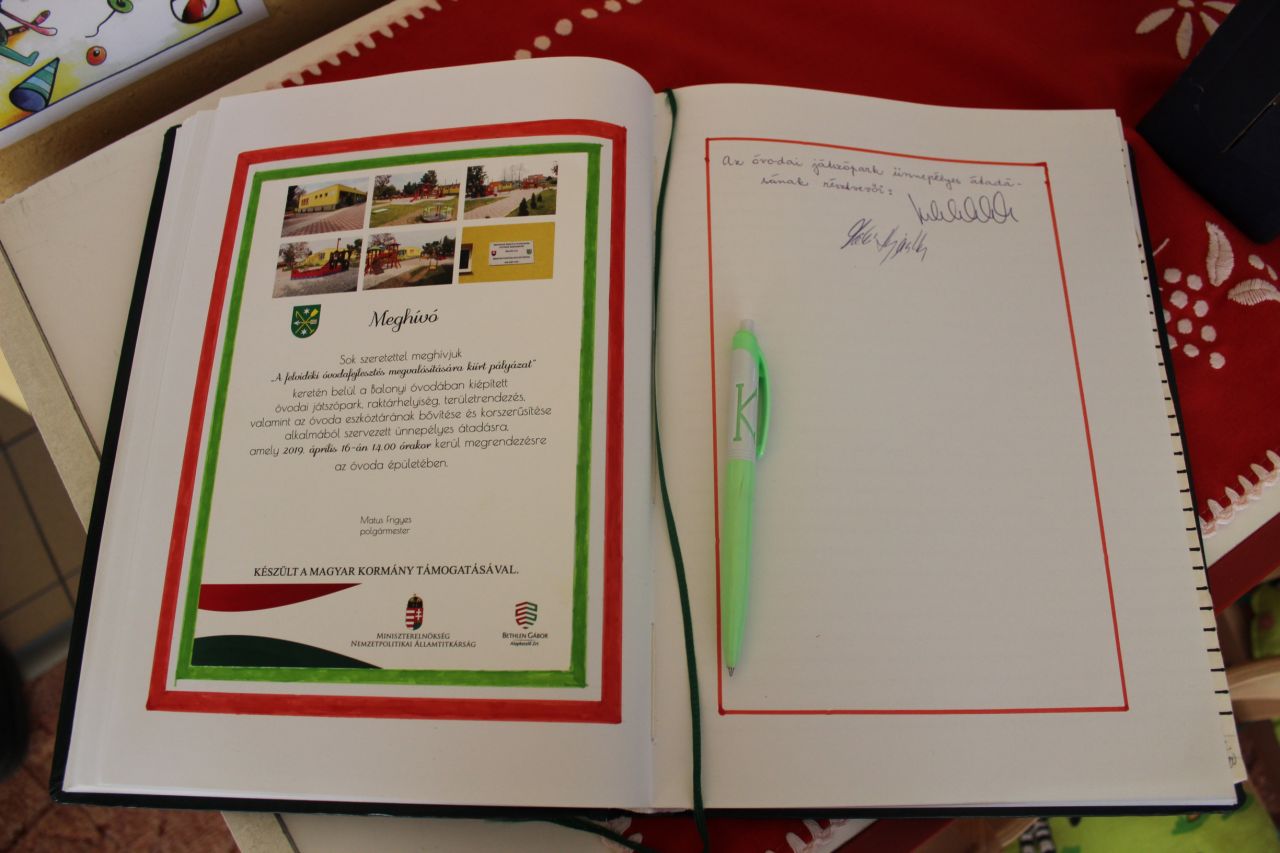 Meghívó
Sok szeretettel meghívjuk
„A felvidéki óvodafejlesztés megvalósítására kiírt pályázat”
keretén belül a Balonyi óvodában kiépített
óvodai játszópark, raktárhelyiség, területrendezés,
valamint az óvoda eszköztárának bővítése és korszerűsítése
alkalmából szervezett ünnepélyes átadásra,
amely 2019. április 16-án 14.00 órakor kerül megrendezésre
az óvoda épületében.
Matus Frigyes
polgármester
KÉSZÜLT A MAGYAR KORMÁNY TÁMOGATÁSÁVAL.
MINISZTERELNÖKSÉG
NEMZETPOLITIKAI ÁLLAMTITKÁRSÁG
BETHLEN GÁBOR
Alapkezelő Zrt.
Az óvodai játszópark ünnepélyes átadá-
sának résztvevői:
K